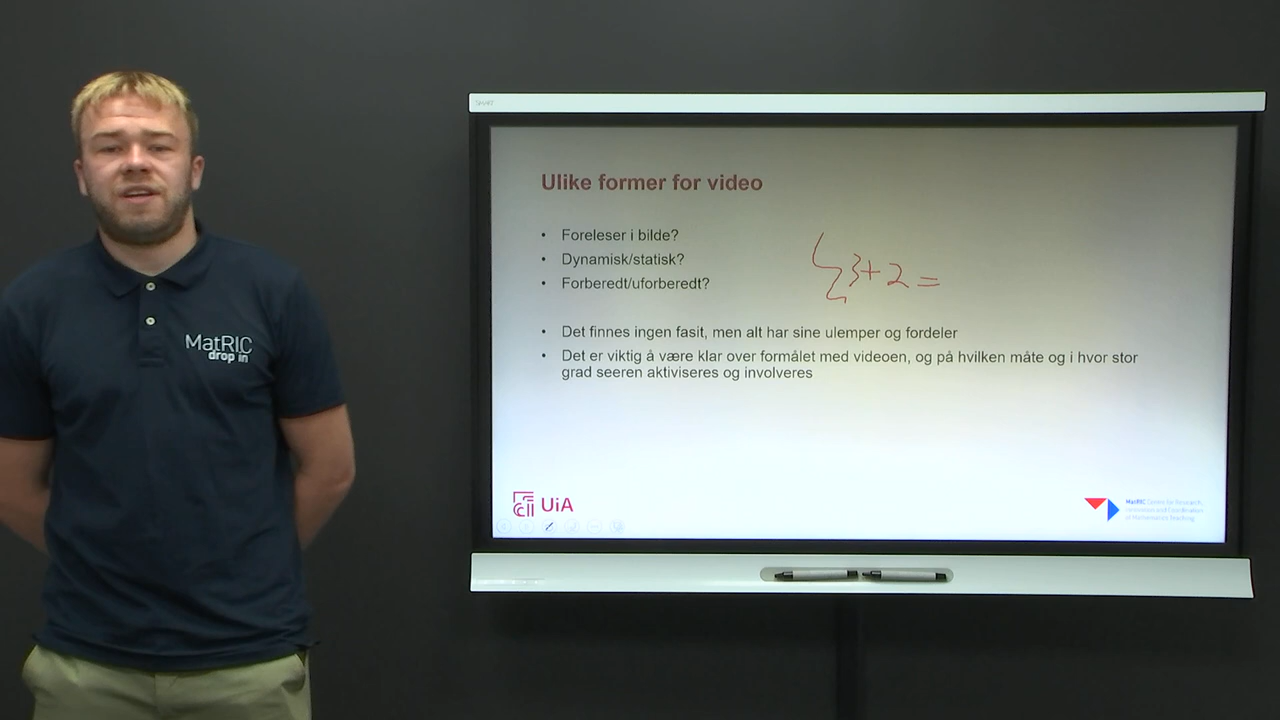 SMART
Ulike former for video
• Foreleser i bilde?
• Dynamisk/statisk?
• Forberedt/uforberedt?
3+2=
• Det finnes ingen fasit, men alt har sine ulemper og fordeler
• Det er viktig å være klar over formålet med videoen, og på hvilken måte og i hvor stor
grad seeren aktiviseres og involveres
MatRIC
drop in
UiA
MatRIC Centre for Research,
Innovation and Coordination
of Mathematics Teaching